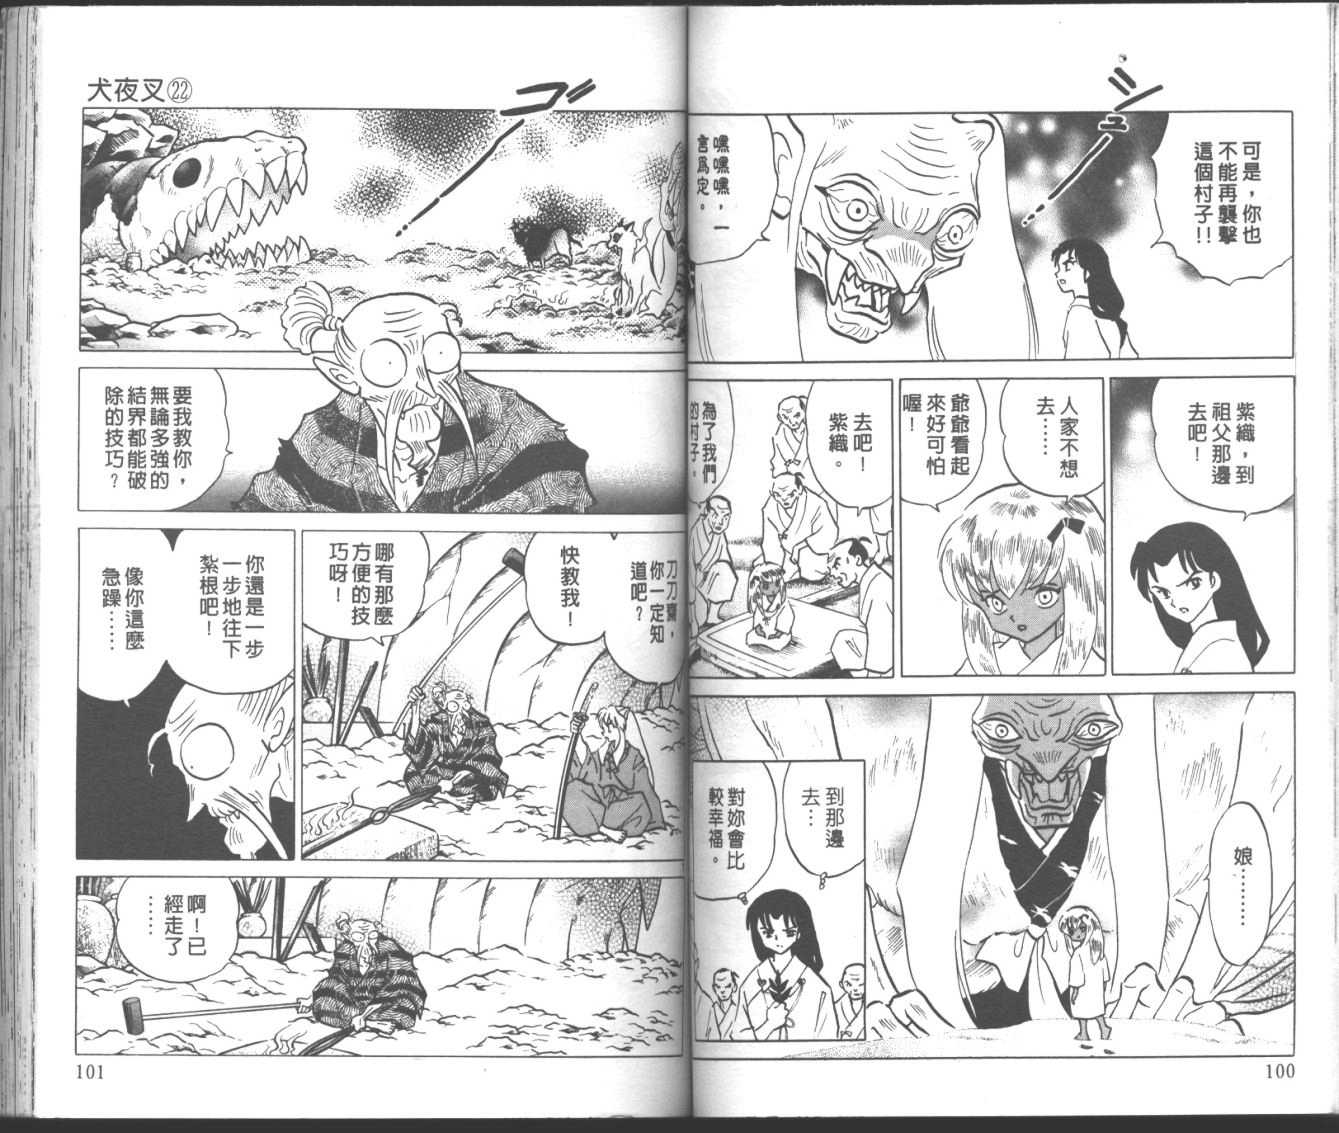 可是，你也
不能再襲擊
這個村子!!
嘿嘿嘿，一
言爲定。
紫織，到
祖父那邊
去吧！
人家不想
去……
爺爺看起
來好可怕
喔！
去吧！
紫織。
為了我們
的村子。
娘………
到那邊
去…
對妳會比
較幸福。
100
犬夜叉㉒
ゴ
要我教你，
無論多強的
結界都能破
除的技巧？
刀刀齋，
你一定知
道吧？
快教我！
哪有那麼
方便的技
巧呀！
你還是一步
一步地往下
紮根吧！
像你這麼
急躁……
啊！已
經走了
……
101